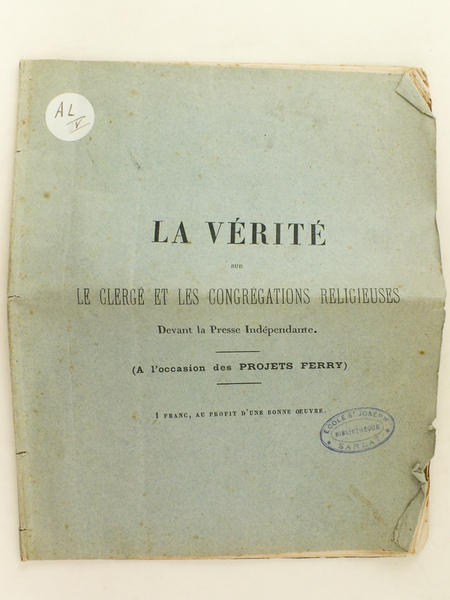 AL
V
LA VÉRITÉ
SUR
LE CLERGÉ ET LES CONGRÉGATIONS RELIGIEUSES
Devant la Presse Indépendante.
(A l'occasion des PROJETS FERRY)
1 FRANC, AU PROFIT D'UNE BONNE ŒUVRE.
ÉCOLE St JOSEPH
BIBLIOTHÈQUE
SARLAT